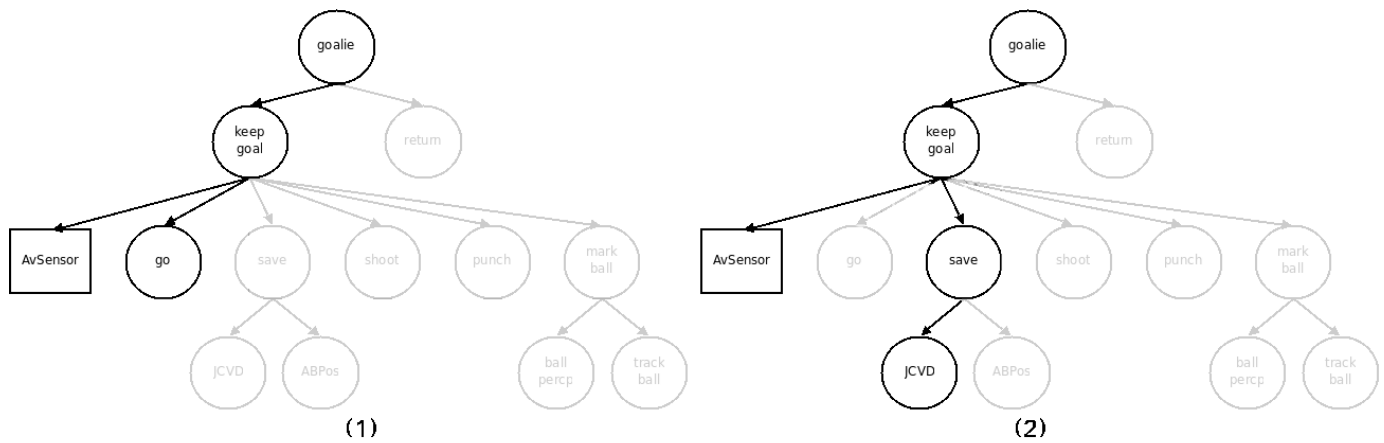 goalie
keep
goal
return
AvSensor
go
save
shoot
punch
mark
ball
JCVD
ABPos
ball
percp
track
ball
(1)
goalie
keep
goal
return
AvSensor
go
save
shoot
punch
mark
ball
JCVD
ABPos
ball
percp
track
ball
(2)